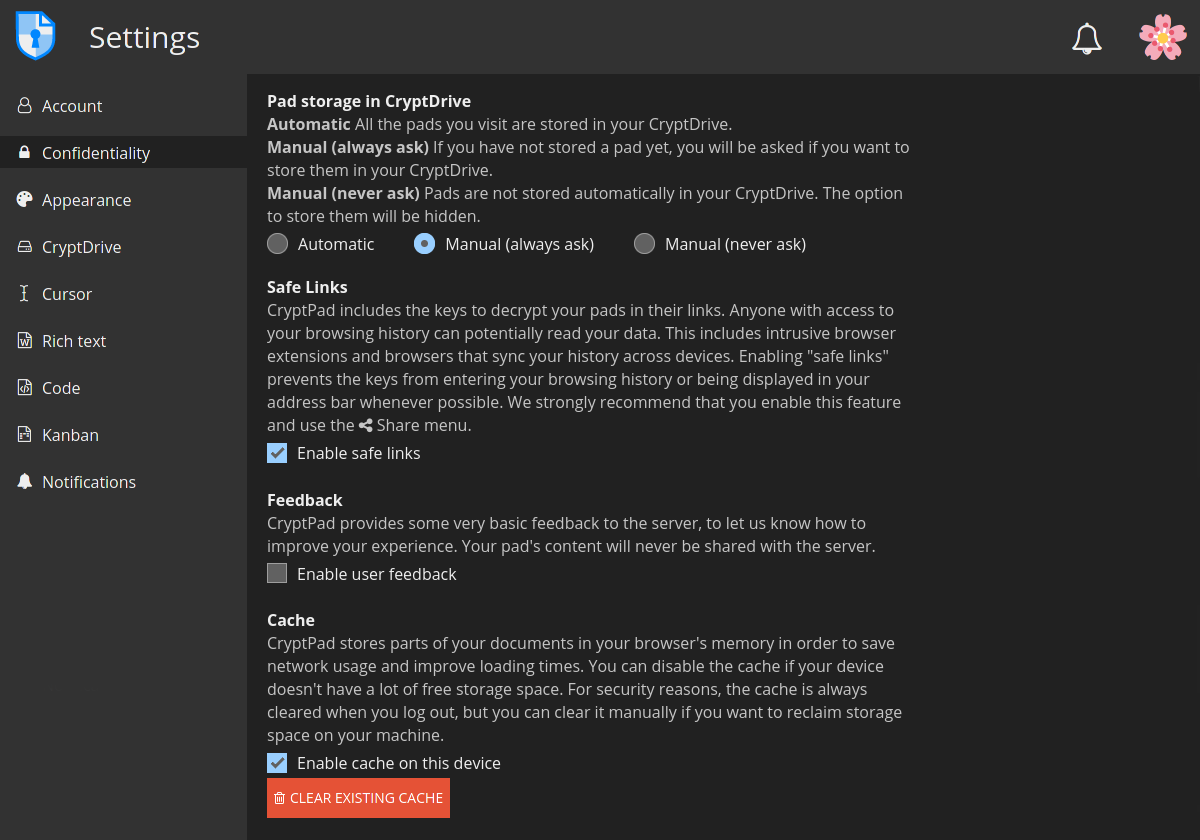 Settings
Account
Confidentiality
Appearance
CryptDrive
Cursor
Rich text
Code
Kanban
Notifications
Pad storage in CryptDrive
Automatic All the pads you visit are stored in your CryptDrive.
Manual (always ask) If you have not stored a pad yet, you will be asked if you want to
store them in your CryptDrive.
Manual (never ask) Pads are not stored automatically in your CryptDrive. The option
to store them will be hidden.
Automatic Manual (always ask) Manual (never ask)
Safe Links
CryptPad includes the keys to decrypt your pads in their links. Anyone with access to
your browsing history can potentially read your data. This includes intrusive browser
extensions and browsers that sync your history across devices. Enabling "safe links"
prevents the keys from entering your browsing history or being displayed in your
address bar whenever possible. We strongly recommend that you enable this feature
and use the Share menu.
Enable safe links
Feedback
CryptPad provides some very basic feedback to the server, to let us know how to
improve your experience. Your pad's content will never be shared with the server.
Enable user feedback
Cache
CryptPad stores parts of your documents in your browser's memory in order to save
network usage and improve loading times. You can disable the cache if your device
doesn't have a lot of free storage space. For security reasons, the cache is always
cleared when you log out, but you can clear it manually if you want to reclaim storage
space on your machine.
Enable cache on this device
CLEAR EXISTING CACHE